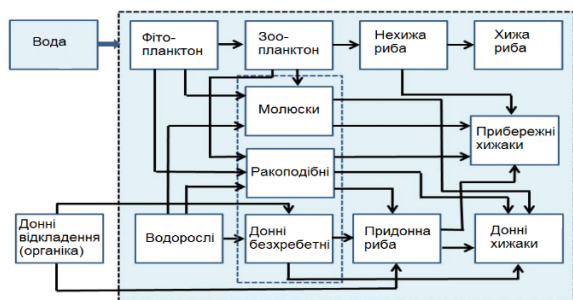 Вода
Фіто-
планктон
Зоо-
планктон
Нехижа
риба
Хижа
риба
Молюски
Прибережні
хижаки
Ракоподібні
Донні
відкладення
(органіка)
Водорослі
Донні
безхребетні
Придонна
риба
Донні
хижаки